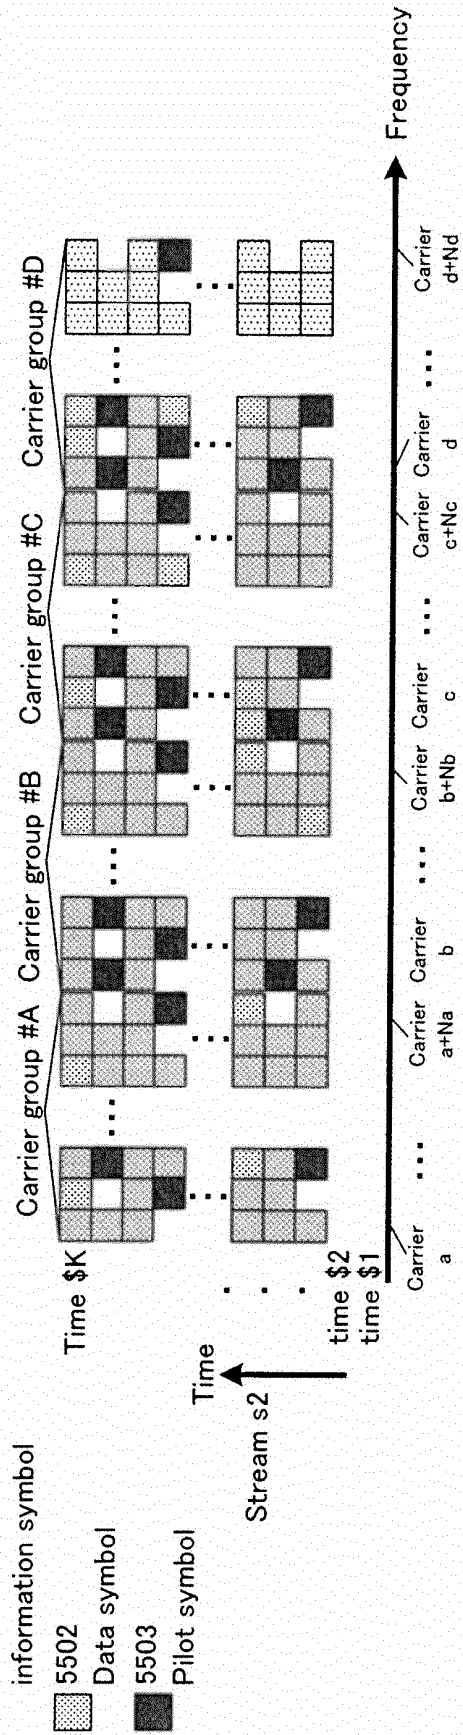 information symbol
5502
Data symbol
5503
Pilot symbol
Carrier group #A
Carrier group #B
Carrier group #C
Carrier group #D
Time $K
Time
Stream s2
time $2
time $1
Carrier a
Carrier a+Na
Carrier b
Carrier b+Nb
Carrier c
Carrier c+Nc
Carrier d
Carrier d+Nd
Frequency